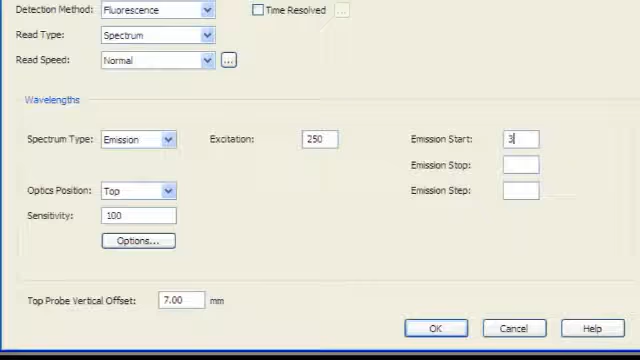 Detection Method: Fluorescence Time Resolved ...
Read Type: Spectrum
Read Speed: Normal ...
Wavelengths
Spectrum Type: Emission Excitation: 250 Emission Start: 3
Emission Stop:
Optics Position: Top Emission Step:
Sensitivity: 100
Options...
Top Probe Vertical Offset: 7.00 mm
OK Cancel Help